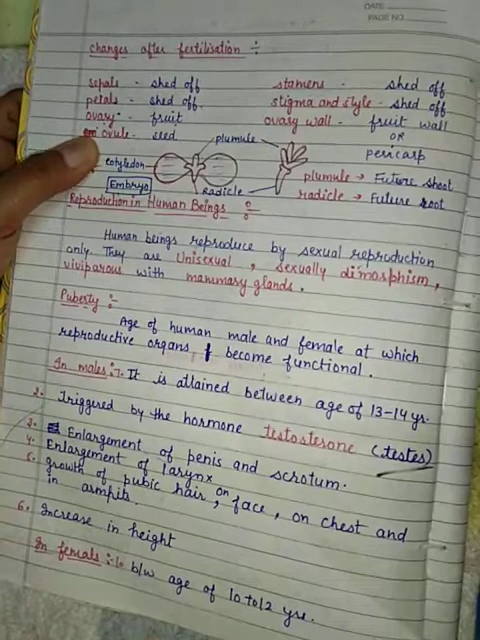 DATE
PAGE NO.
Changes after fertilisation :-
sepals - shed off
petals - shed off.
ovary - fruit
ovule - seed
stamens - shed off
stigma and style - shed off
ovary wall - fruit wall
OR
pericarp
plumule
cotyledon
Embryo
Radicle
plumule → Future shoot
radicle → Future root
Reproduction in Human Beings :-
Human beings reproduce by sexual reproduction
only. They are Unisexual, sexually dimorphism,
viviparous with mammary glands.
Puberty :-
Age of human male and female at which
reproductive organs become functional.
In males :- 1. It is attained between age of 13-14 yr.
2. Triggered by the hormone testosterone (testes)
3. Enlargement of penis and scrotum.
4. Enlargement of larynx
5. growth of pubic hair, on face, on chest and
in armpits.
6. Increase in height
In females :- 1. b/w age of 10 to 12 yrs.